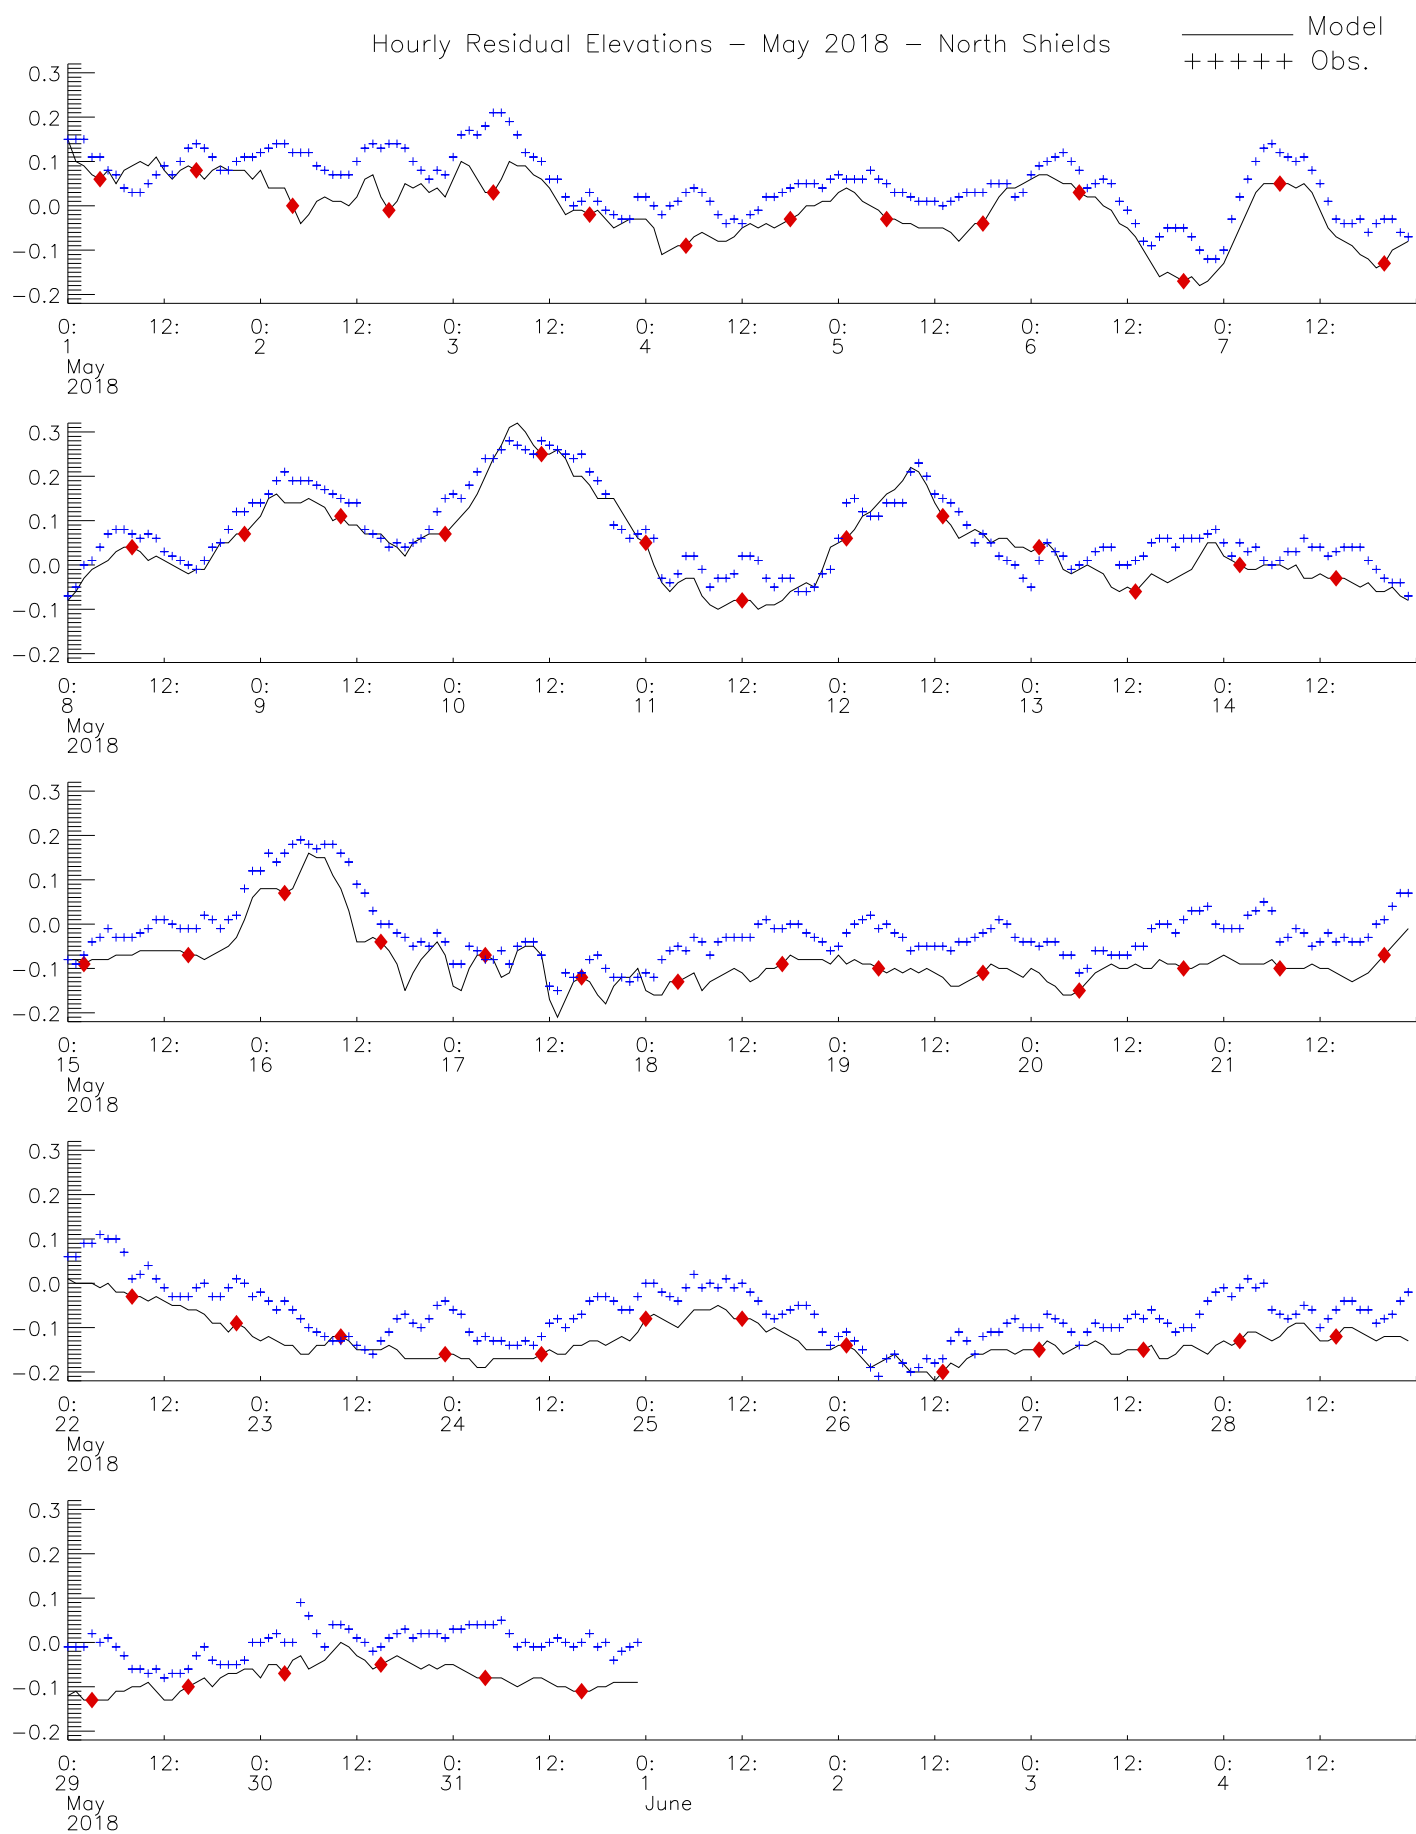 Hourly Residual Elevations – May 2018 – North Shields
Model
+++++ Obs.
0.3
0.2
0.1
0.0
−0.1
−0.2
0: 12: 0: 12: 0: 12: 0: 12: 0: 12: 0: 12: 0: 12:
1 2 3 4 5 6 7
May
2018
0.3
0.2
0.1
0.0
−0.1
−0.2
0: 12: 0: 12: 0: 12: 0: 12: 0: 12: 0: 12: 0: 12:
8 9 10 11 12 13 14
May
2018
0.3
0.2
0.1
0.0
−0.1
−0.2
0: 12: 0: 12: 0: 12: 0: 12: 0: 12: 0: 12: 0: 12:
15 16 17 18 19 20 21
May
2018
0.3
0.2
0.1
0.0
−0.1
−0.2
0: 12: 0: 12: 0: 12: 0: 12: 0: 12: 0: 12: 0: 12:
22 23 24 25 26 27 28
May
2018
0.3
0.2
0.1
0.0
−0.1
−0.2
0: 12: 0: 12: 0: 12: 0: 12: 0: 12: 0: 12: 0: 12:
29 30 31 1 2 3 4
May June
2018